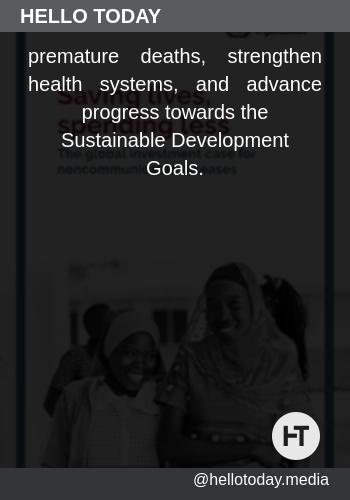 HELLO TODAY
premature deaths, strengthen
health systems, and advance
Saving lives,
progress towards the
spending less
Sustainable Development
The global investment case for
noncommunicable diseases
Goals.
HT
@hellotoday.media